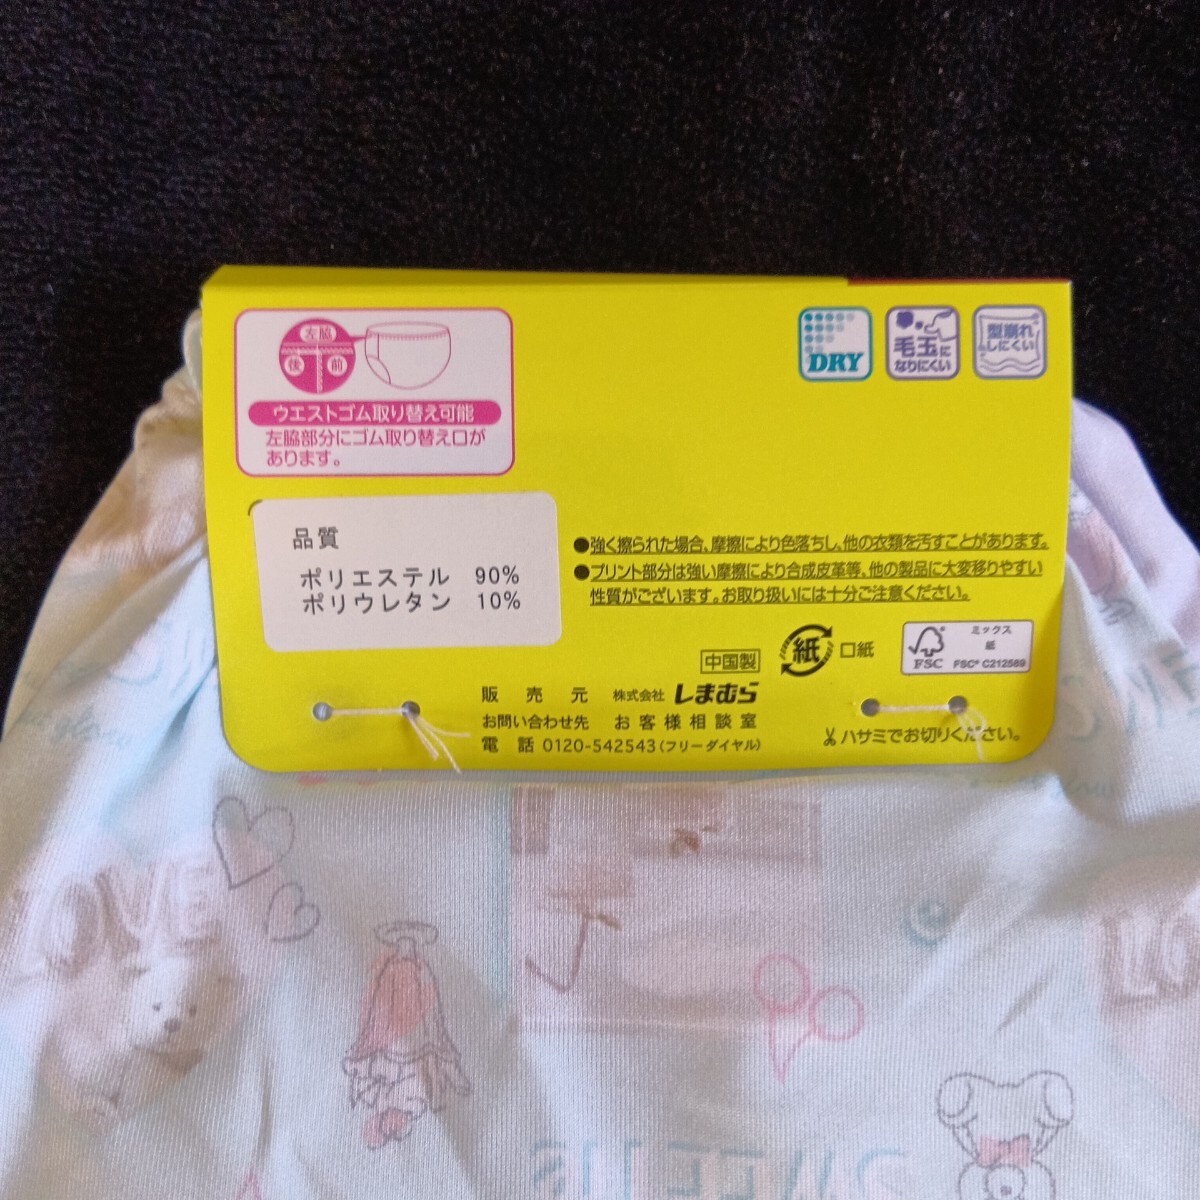 左脇
後 前
ウエストゴム取り替え可能
左脇部分にゴム取り替え口が
あります。
DRY
毛玉に
なりにくい
型崩れ
しにくい
品質
ポリエステル 90%
ポリウレタン 10%
●強く擦られた場合、摩擦により色落ちし、他の衣類を汚すことがあります。
●プリント部分は強い摩擦により合成皮革等、他の製品に大変移りやすい
性質がございます。お取り扱いには十分ご注意ください。
中国製
紙 口紙
FSC
ミックス
紙
FSC® C212569
販売元 株式会社 しまむら
お問い合わせ先 お客様相談室
電話 0120-542543(フリーダイヤル)
ハサミでお切りください。
LOVE
LO